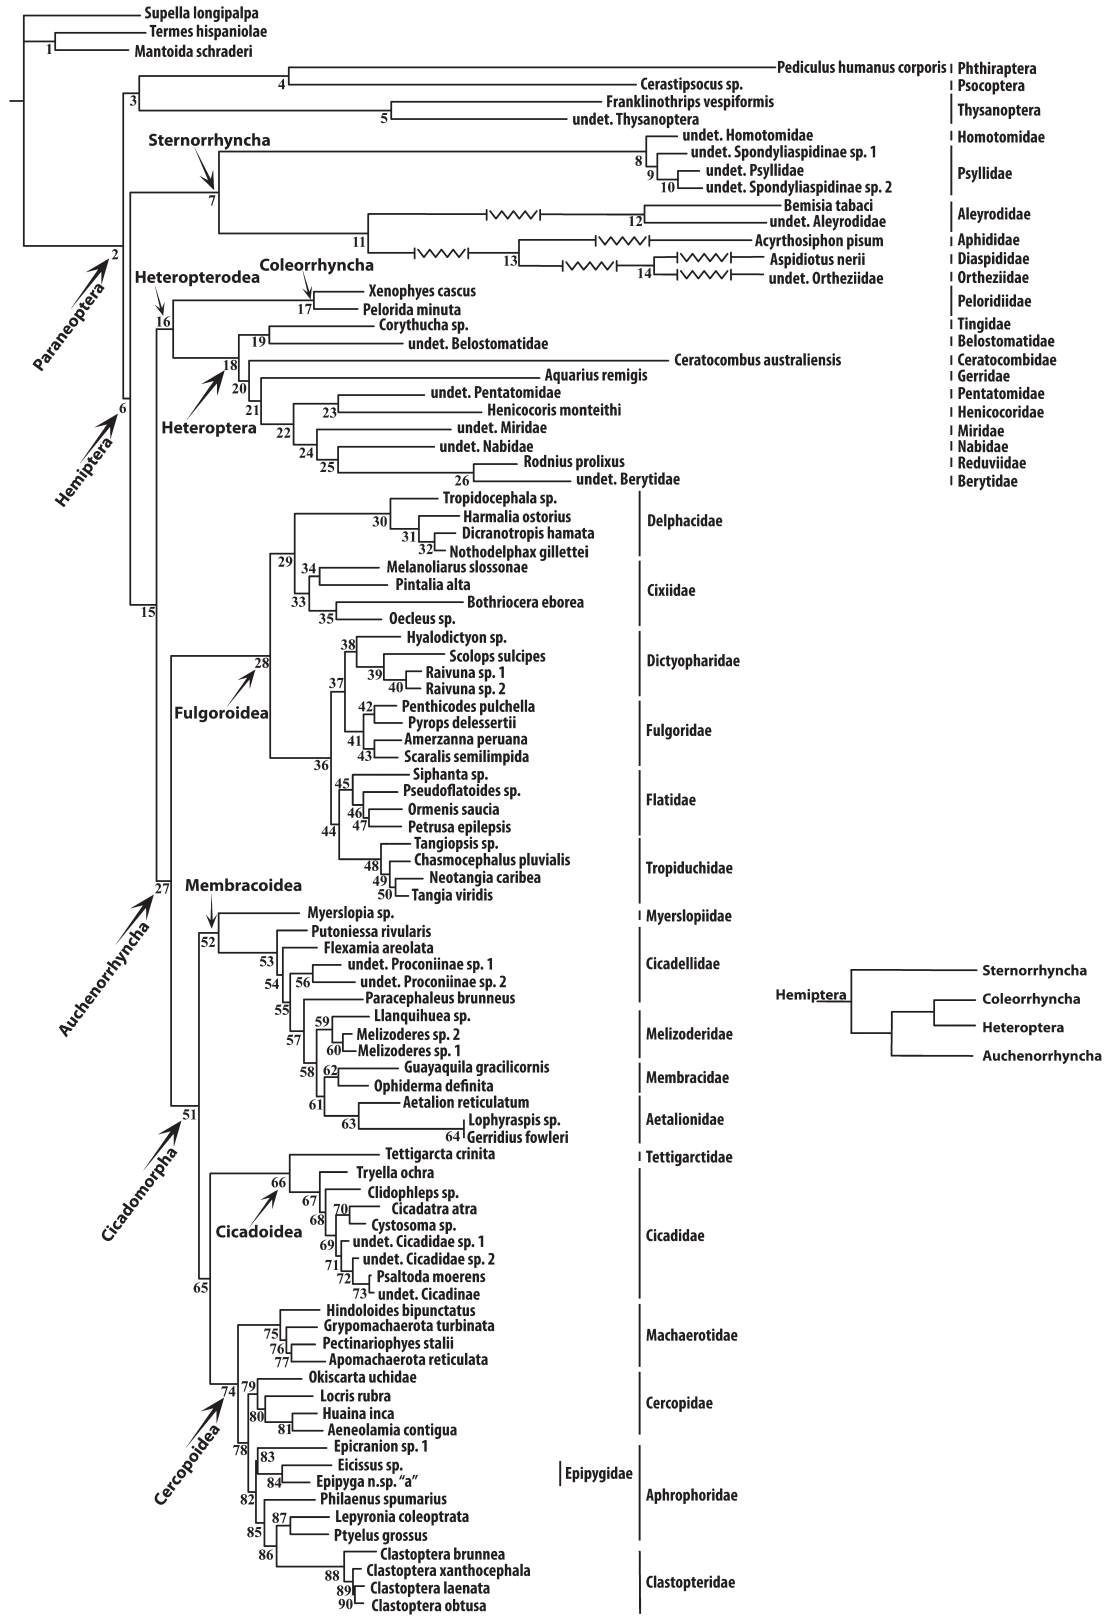 Supella longipalpa
Termes hispaniolae
1 Mantoida schraderi
Pediculus humanus corporis Phthiraptera
4 Cerastipsocus sp. Psocoptera
3 Franklinothrips vespiformis
Thysanoptera
5 undet. Thysanoptera
Sternorrhyncha undet. Homotomidae Homotomidae
8 undet. Spondyliaspidinae sp. 1
9 undet. Psyllidae Psyllidae
10 undet. Spondyliaspidinae sp. 2
7 Bemisia tabaci
Aleyrodidae
12 undet. Aleyrodidae
11 Acyrthosiphon pisum Aphididae
2 13 Aspidiotus nerii Diaspididae
Coleorrhyncha
14 undet. Ortheziidae Ortheziidae
Heteropterodea
Xenophyes cascus
Peloridiidae
17 Pelorida minuta
16 Corythucha sp. Tingidae
Paraneoptera
19 undet. Belostomatidae Belostomatidae
18 Ceratocombus australiensis Ceratocombidae
20 Aquarius remigis Gerridae
undet. Pentatomidae Pentatomidae
6 21 23 Henicocoris monteithi Henicocoridae
Heteroptera 22 undet. Miridae Miridae
24 undet. Nabidae Nabidae
Hemiptera
25 Rodnius prolixus Reduviidae
26 undet. Berytidae Berytidae
Tropidocephala sp.
30 Harmalia ostorius Delphacidae
31 Dicranotropis hamata
32 Nothodelphax gillettei
29
34 Melanoliarus slossonae
Pintalia alta Cixiidae
33 Bothriocera eborea
15 35 Oecleus sp.
38 Hyalodictyon sp.
28 Scolops sulcipes Dictyopharidae
39 Raivuna sp. 1
37 40 Raivuna sp. 2
Fulgoroidea 42 Penthicodes pulchella
Pyrops delessertii Fulgoridae
41 Amerzanna peruana
43 Scaralis semilimpida
36
45 Siphanta sp.
Pseudoflatoides sp. Flatidae
46 Ormenis saucia
47 Petrusa epilepsis
44 Tangiopsis sp.
48 Chasmocephalus pluvialis Tropiduchidae
49 Neotangia caribea
27 Membracoidea 50 Tangia viridis
Myerslopia sp. Myerslopiidae
52 Putoniessa rivularis
53 Flexamia areolata
54 undet. Proconiinae sp. 1 Cicadellidae
56 undet. Proconiinae sp. 2
Sternorrhyncha
Auchenorrhyncha
55 Paracephaleus brunneus
Hemiptera Coleorrhyncha
59 Llanquihuea sp.
57 Melizoderes sp. 2 Melizoderidae
Heteroptera
60 Melizoderes sp. 1
Auchenorrhyncha
58 62 Guayaquila gracilicornis
Ophiderma definita Membracidae
61 Aetalion reticulatum
51 63 Lophyraspis sp. Aetalionidae
64 Gerridius fowleri
Tettigarcta crinita Tettigarctidae
Cicadomorpha
66 Tryella ochra
67 Clidophleps sp.
70 Cicadatra atra
68 Cystosoma sp.
Cicadoidea 69 undet. Cicadidae sp. 1 Cicadidae
71 undet. Cicadidae sp. 2
72 Psaltoda moerens
65 73 undet. Cicadinae
Hindoloides bipunctatus
75 Grypomachaerota turbinata Machaerotidae
76 Pectinariophyes stalii
77 Apomachaerota reticulata
74 79 Okiscarta uchidae
Locris rubra Cercopidae
80 Huaina inca
81 Aeneolamia contigua
78 Epicranion sp. 1
83 Eicissus sp. Epipygidae
84 Epipyga n.sp. “a”
Cercopoidea
82 Philaenus spumarius Aphrophoridae
87 Lepyronia coleoptrata
85 Ptyelus grossus
86 Clastoptera brunnea
88 Clastoptera xanthocephala
89 Clastoptera laenata Clastopteridae
90 Clastoptera obtusa